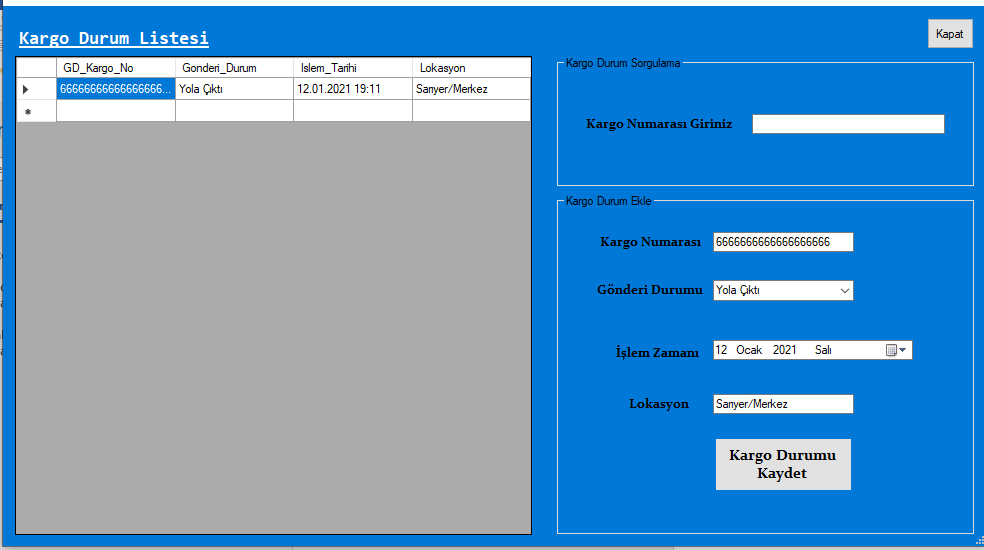 Kargo Durum Listesi
Kapat
GD_Kargo_No Gonderi_Durum Islem_Tarihi Lokasyon
66666666666666666... Yola Çıktı 12.01.2021 19:11 Sarıyer/Merkez
Kargo Durum Sorgulama
Kargo Numarası Giriniz
Kargo Durum Ekle
Kargo Numarası 6666666666666666666
Gönderi Durumu Yola Çıktı
İşlem Zamanı 12 Ocak 2021 Salı
Lokasyon Sarıyer/Merkez
Kargo Durumu
Kaydet